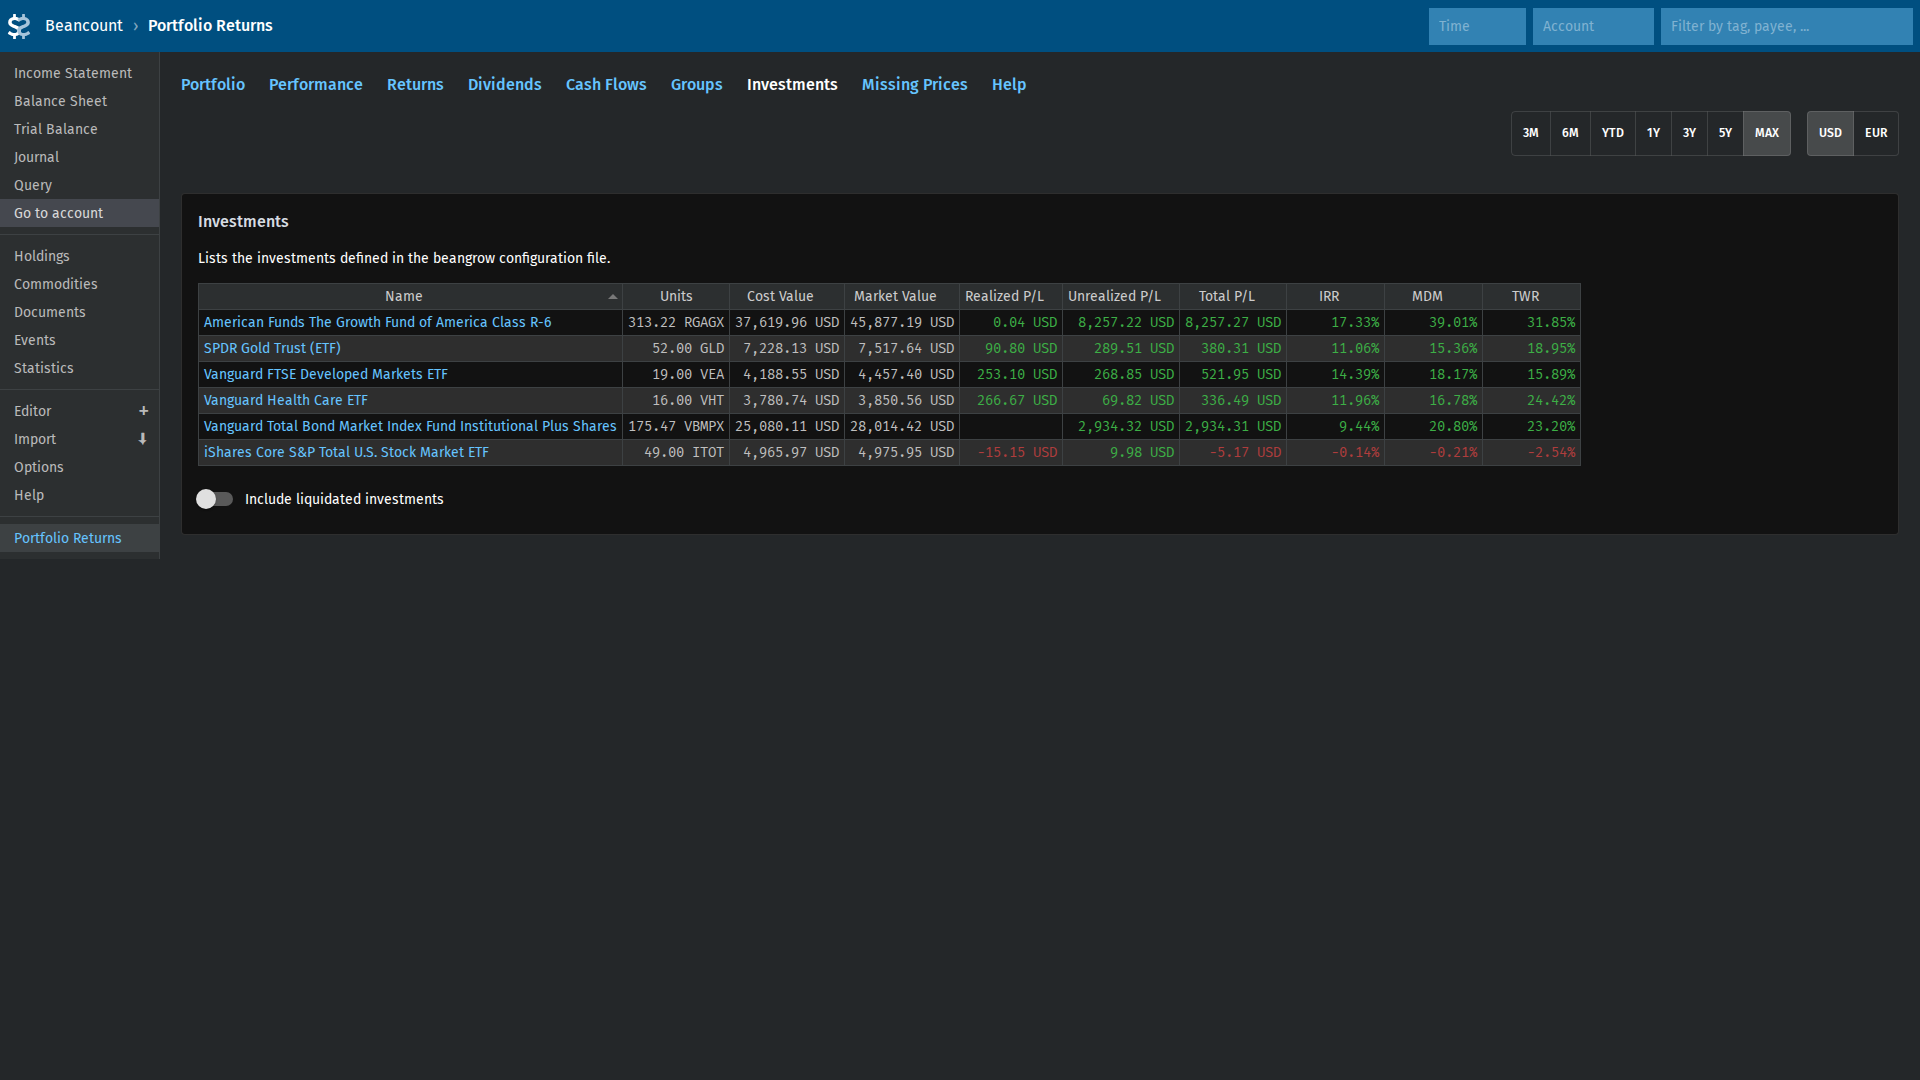 Beancount › Portfolio Returns
Time
Account
Filter by tag, payee, ...
Income Statement
Balance Sheet
Trial Balance
Journal
Query
Go to account
Holdings
Commodities
Documents
Events
Statistics
Editor +
Import
Options
Help
Portfolio Returns
Portfolio Performance Returns Dividends Cash Flows Groups Investments Missing Prices Help
3M 6M YTD 1Y 3Y 5Y MAX USD EUR
Investments
Lists the investments defined in the beangrow configuration file.
Name Units Cost Value Market Value Realized P/L Unrealized P/L Total P/L IRR MDM TWR
American Funds The Growth Fund of America Class R-6 313.22 RGAGX 37,619.96 USD 45,877.19 USD 0.04 USD 8,257.22 USD 8,257.27 USD 17.33% 39.01% 31.85%
SPDR Gold Trust (ETF) 52.00 GLD 7,228.13 USD 7,517.64 USD 90.80 USD 289.51 USD 380.31 USD 11.06% 15.36% 18.95%
Vanguard FTSE Developed Markets ETF 19.00 VEA 4,188.55 USD 4,457.40 USD 253.10 USD 268.85 USD 521.95 USD 14.39% 18.17% 15.89%
Vanguard Health Care ETF 16.00 VHT 3,780.74 USD 3,850.56 USD 266.67 USD 69.82 USD 336.49 USD 11.96% 16.78% 24.42%
Vanguard Total Bond Market Index Fund Institutional Plus Shares 175.47 VBMPX 25,080.11 USD 28,014.42 USD 2,934.32 USD 2,934.31 USD 9.44% 20.80% 23.20%
iShares Core S&P Total U.S. Stock Market ETF 49.00 ITOT 4,965.97 USD 4,975.95 USD -15.15 USD 9.98 USD -5.17 USD -0.14% -0.21% -2.54%
Include liquidated investments